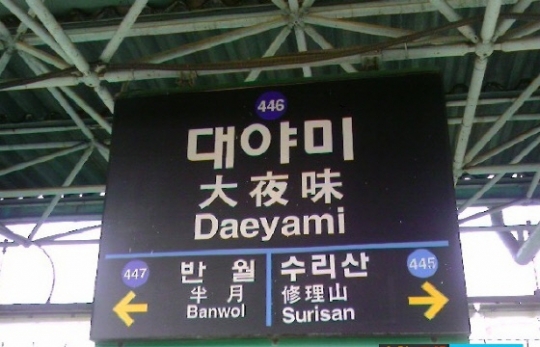 446
대야미
大夜味
Daeyami
447 반월 수리산 445
半月 修理山
Banwol Surisan